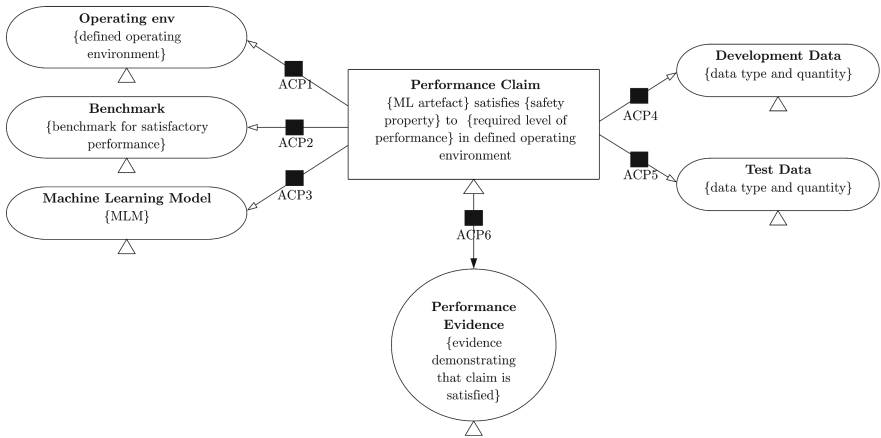 Operating env
{defined operating
environment}
ACP1
Benchmark
{benchmark for satisfactory
performance}
ACP2
Machine Learning Model
{MLM}
ACP3
Performance Claim
{ML artefact} satisfies {safety
property} to {required level of
performance} in defined operating
environment
Development Data
{data type and quantity}
ACP4
Test Data
{data type and quantity}
ACP5
ACP6
Performance
Evidence
{evidence
demonstrating
that claim is
satisfied}